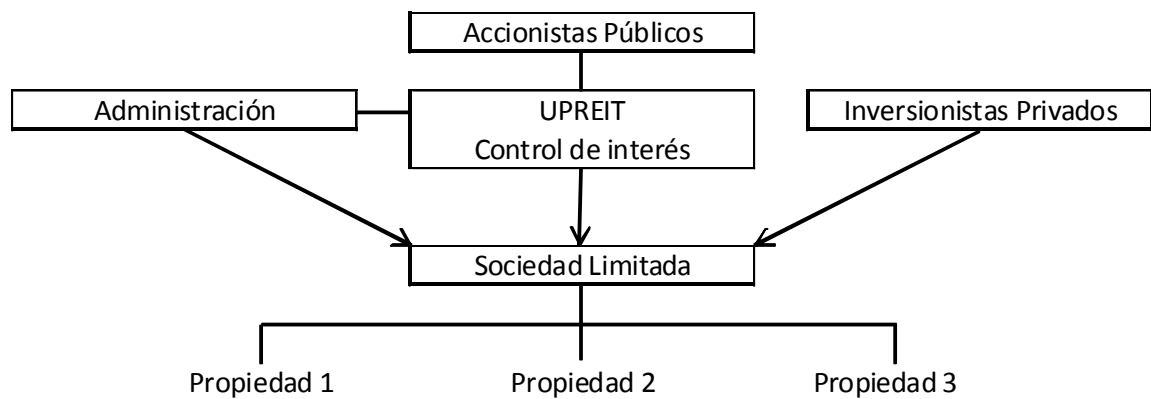 Accionistas Públicos
Administración
UPREIT
Control de interés
Inversionistas Privados
Sociedad Limitada
Propiedad 1
Propiedad 2
Propiedad 3